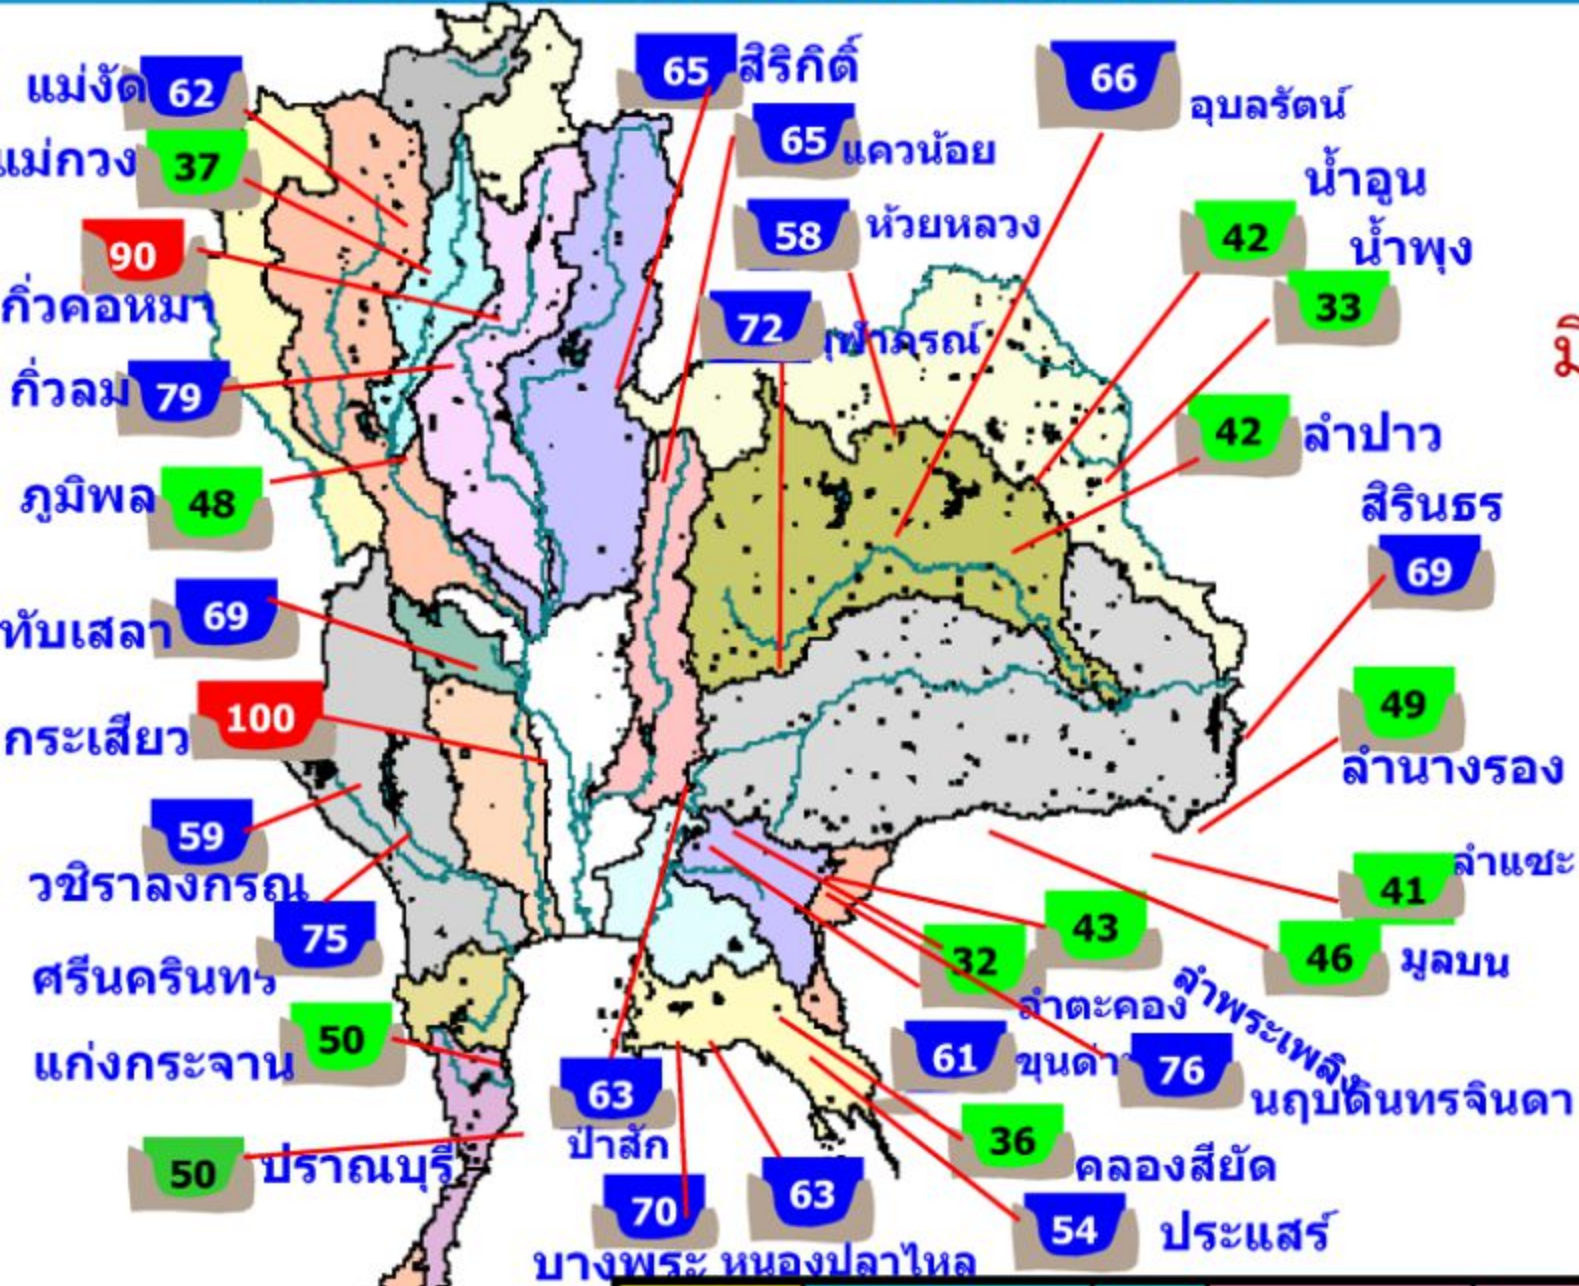 แม่งัด 62
65 สิริกิติ์
66 อุบลรัตน์
แม่กวง 37
65 แควน้อย
น้ำอูน
42
58 ห้วยหลวง
90
กิ่วคอหมา
น้ำพุง
33
72
กิ่วลม 79
42 ลำปาว
ภูมิพล 48
สิรินธร
69
ทับเสลา 69
กระเสียว 100
49
ลำนางรอง
59
วชิราลงกรณ
41 ลำแชะ
75
ศรีนครินทร
43
32
ลำตะคอง
46 มูลบน
ลำพระเพลิง
แก่งกระจาน 50
61 ขุนด่าน
76
นฤบดินทรจินดา
63
ป่าสัก
36
คลองสียัด
50 ปราณบุรี
70
บางพระ
63
หนองปลาไหล
54 ประแสร์